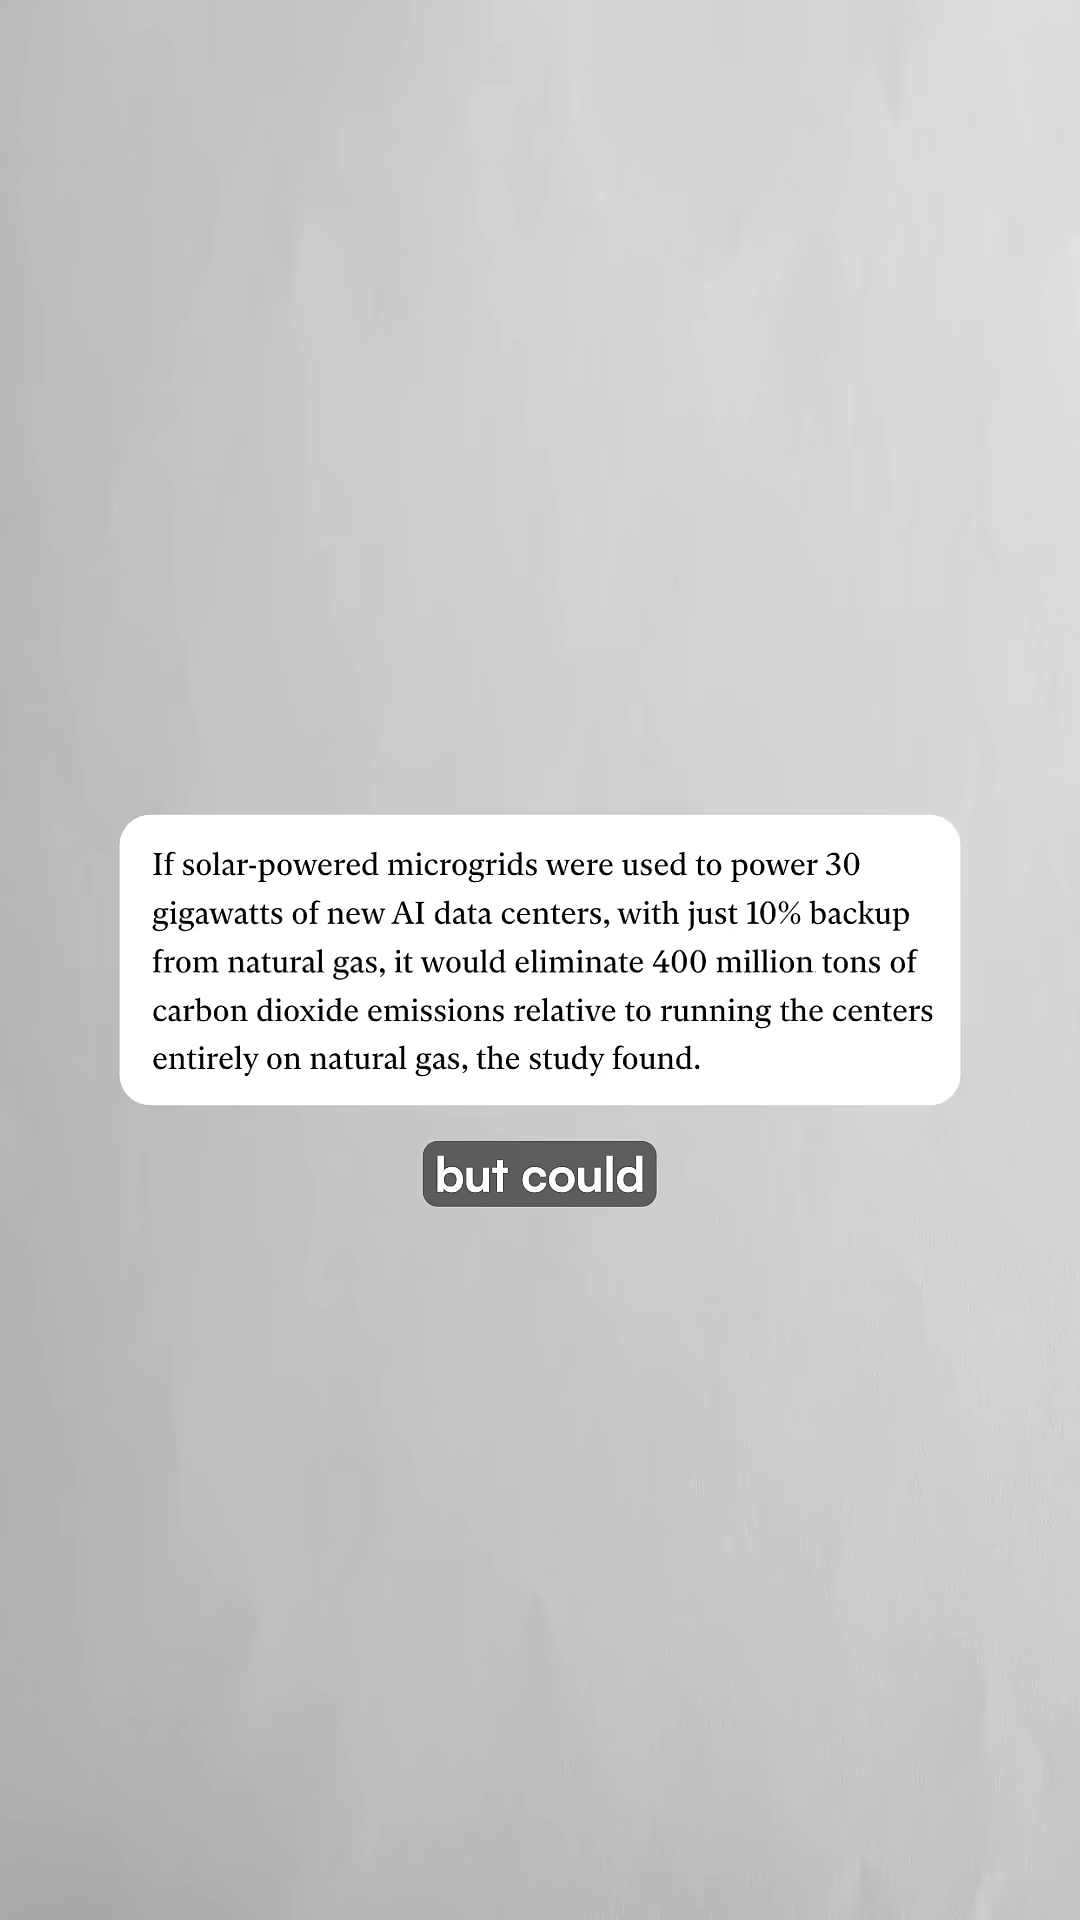 If solar-powered microgrids were used to power 30
gigawatts of new AI data centers, with just 10% backup
from natural gas, it would eliminate 400 million tons of
carbon dioxide emissions relative to running the centers
entirely on natural gas, the study found.
but could